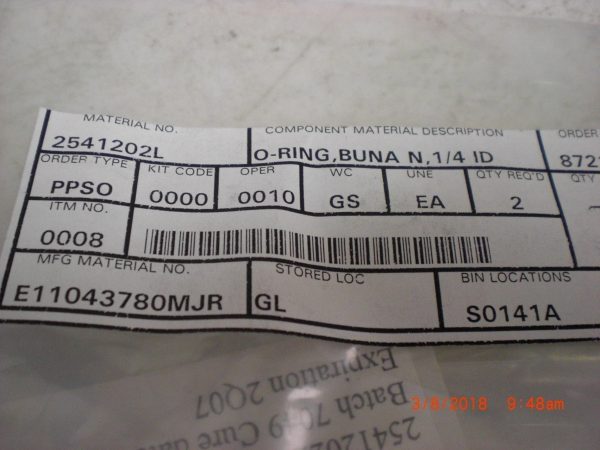 MATERIAL NO. COMPONENT MATERIAL DESCRIPTION ORDER
2541202L O-RING,BUNA N,1/4 ID 872
ORDER TYPE KIT CODE OPER WC UNE QTY REQ'D QTY
PPSO 0000 0010 GS EA 2
ITM NO.
0008
MFG MATERIAL NO. STORED LOC BIN LOCATIONS
E11043780MJR GL S0141A
Expiration 2Q07
Batch Cure
2541202
3/6/2018 9:48am